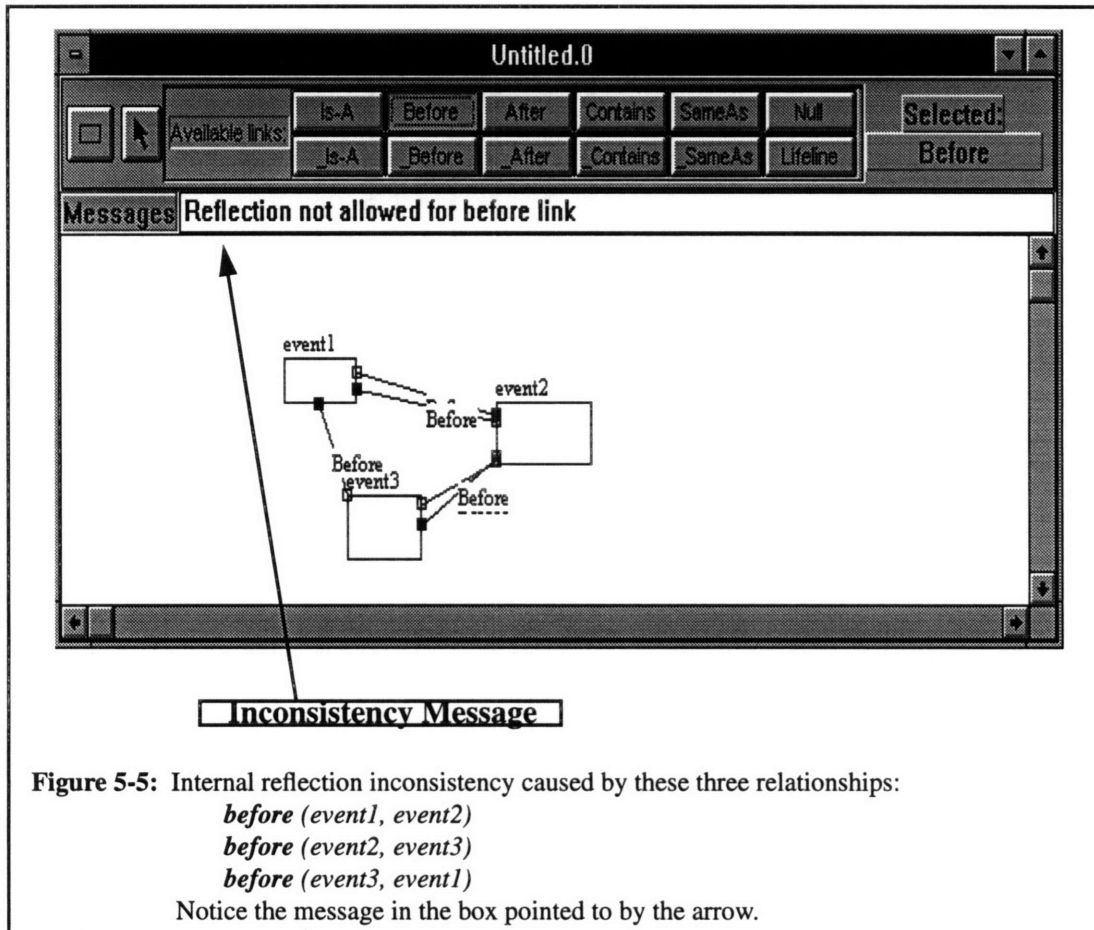 Untitled.0
Is-A Before After Contains SameAs Null
Available links:
_Is-A _Before _After _Contains _SameAs Lifeline
Selected:
Before
Messages Reflection not allowed for before link
event1
event2
Before
Before
event3
Before
Inconsistency Message
Figure 5-5: Internal reflection inconsistency caused by these three relationships:
before (event1, event2)
before (event2, event3)
before (event3, event1)
Notice the message in the box pointed to by the arrow.